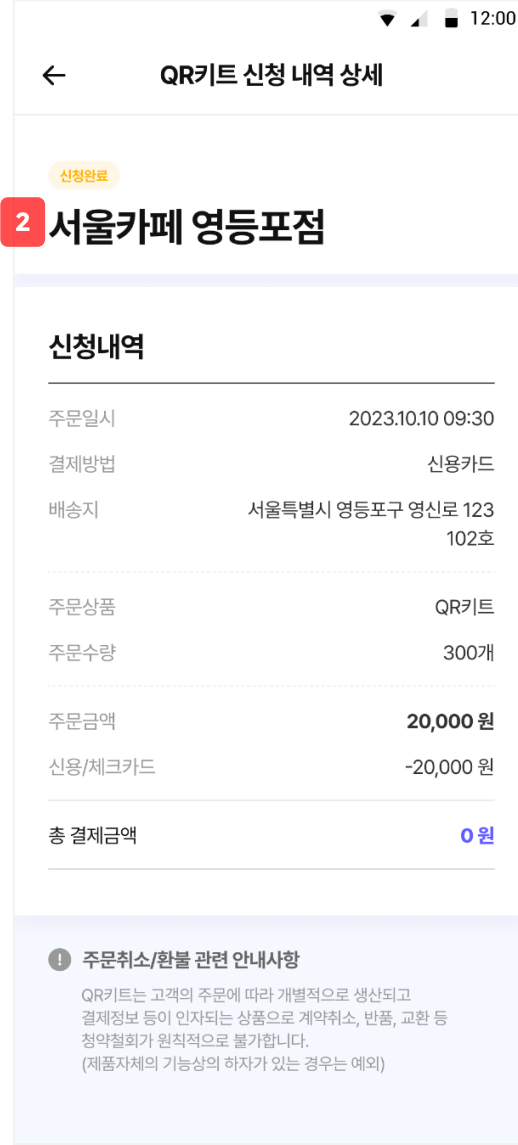 12:00
QR키트 신청 내역 상세
신청완료
2
서울카페 영등포점
신청내역
주문일시 2023.10.10 09:30
결제방법 신용카드
배송지 서울특별시 영등포구 영신로 123
102호
주문상품 QR키트
주문수량 300개
주문금액 20,000 원
신용/체크카드 -20,000 원
총 결제금액 0 원
주문취소/환불 관련 안내사항
QR키트는 고객의 주문에 따라 개별적으로 생산되고
결제정보 등이 인자되는 상품으로 계약취소, 반품, 교환 등
청약철회가 원칙적으로 불가합니다.
(제품자체의 기능상의 하자가 있는 경우는 예외)